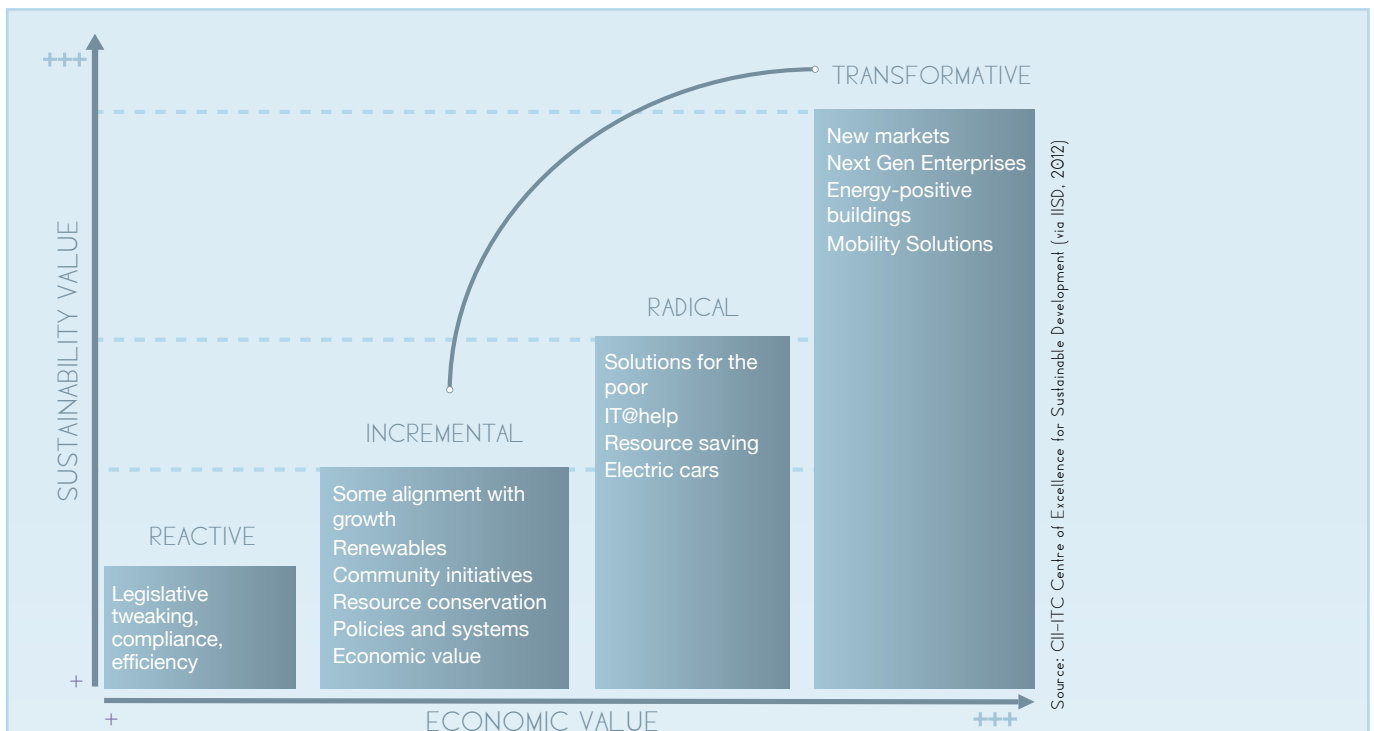 +++
SUSTAINABILITY VALUE
+
REACTIVE
Legislative
tweaking,
compliance,
efficiency
INCREMENTAL
Some alignment with
growth
Renewables
Community initiatives
Resource conservation
Policies and systems
Economic value
RADICAL
Solutions for the
poor
IT@help
Resource saving
Electric cars
TRANSFORMATIVE
New markets
Next Gen Enterprises
Energy-positive
buildings
Mobility Solutions
+
ECONOMIC VALUE
+++
Source: CII-ITC Centre of Excellence for Sustainable Development (via IISD, 2012)